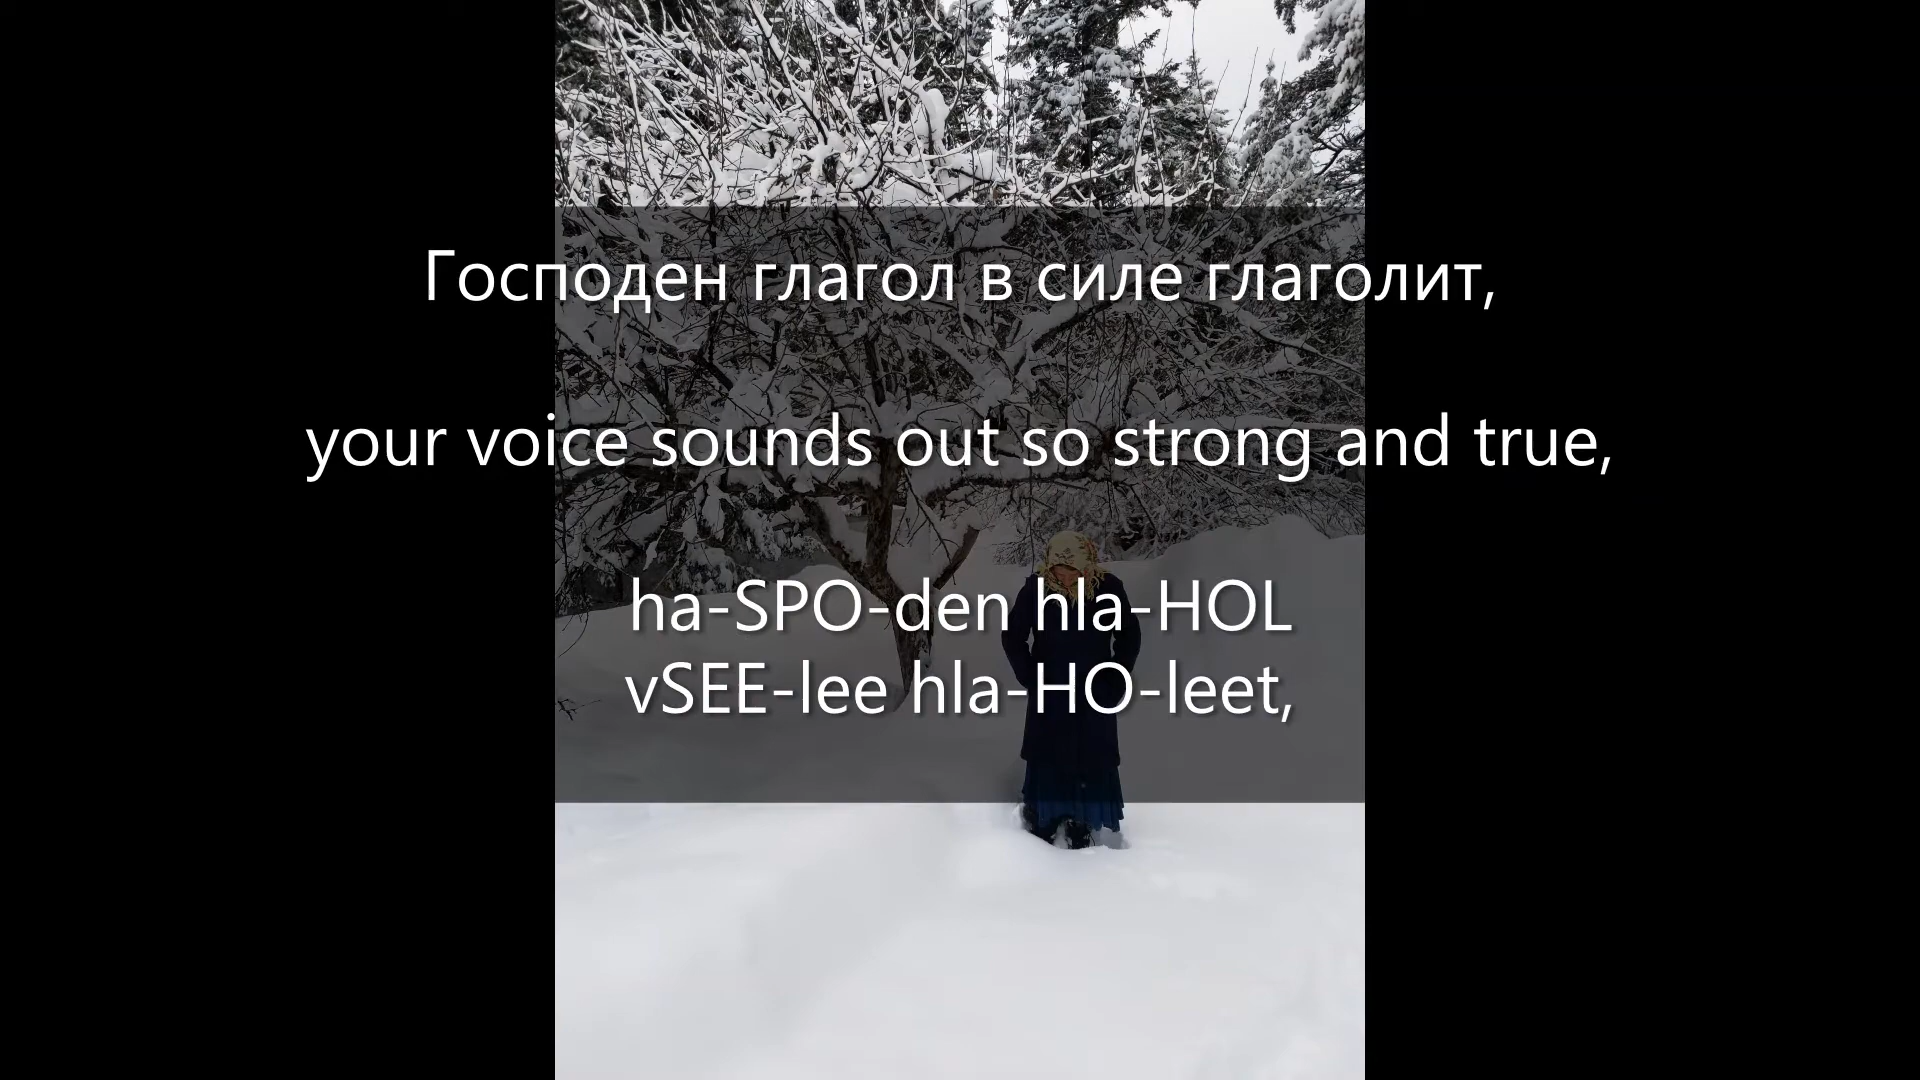 Господен глагол в силе глаголит,
your voice sounds out so strong and true,
ha-SPO-den hla-HOL
vSEE-lee hla-HO-leet,